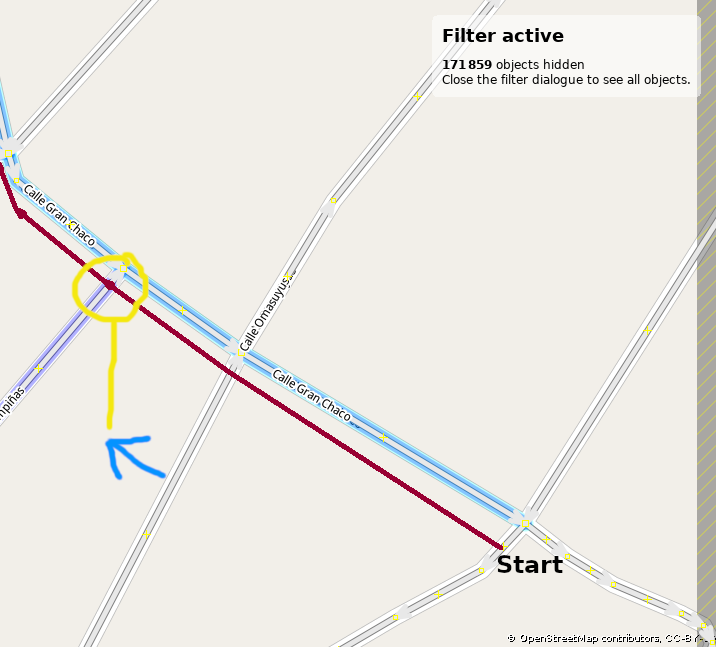 Filter active
171 859 objects hidden
Close the filter dialogue to see all objects.
Calle Gran Chaco
Calle Omasuyus
Calle Gran Chaco
Start
© OpenStreetMap contributors, CC-BY-